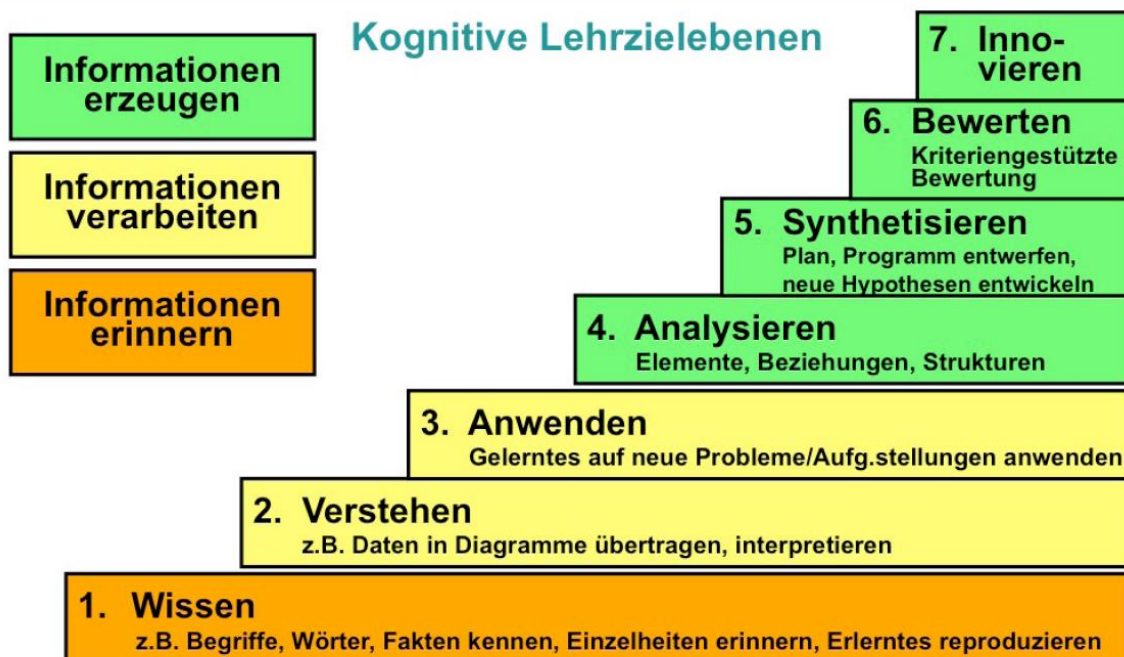 Kognitive Lehrzielebenen
Informationen
erzeugen
Informationen
verarbeiten
Informationen
erinnern
7. Inno-
vieren
6. Bewerten
Kriteriengestützte
Bewertung
5. Synthetisieren
Plan, Programm entwerfen,
neue Hypothesen entwickeln
4. Analysieren
Elemente, Beziehungen, Strukturen
3. Anwenden
Gelerntes auf neue Probleme/Aufg.stellungen anwenden
2. Verstehen
z.B. Daten in Diagramme übertragen, interpretieren
1. Wissen
z.B. Begriffe, Wörter, Fakten kennen, Einzelheiten erinnern, Erlerntes reproduzieren